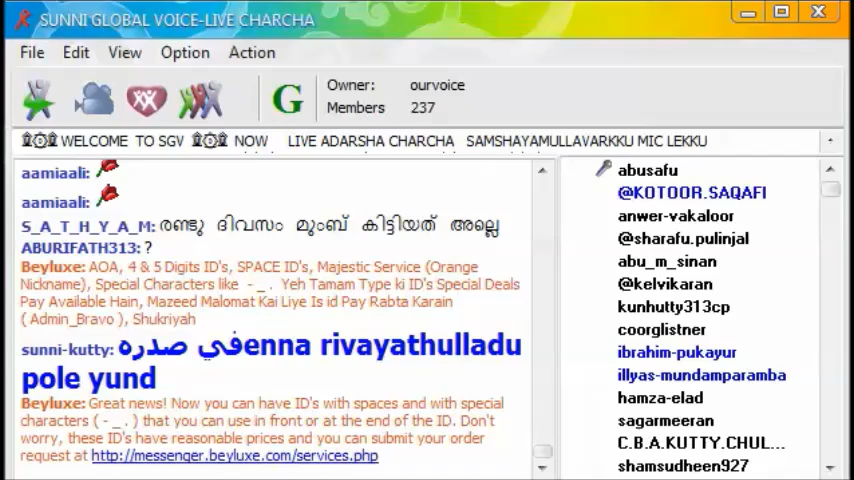 SUNNI GLOBAL VOICE-LIVE CHARCHA
File Edit View Option Action
G
Owner: ourvoice
Members 237
WELCOME TO SGV NOW LIVE ADARSHA CHARCHA SAMSHAYAMULLAVARKKU MIC LEKKU
aamiaali:
aamiaali:
S_A_T_H_Y_A_M: രണ്ടു ദിവസം മുംബ് കിട്ടിയത് അല്ലെ
ABURIFATH313: ?
Beyluxe: AOA, 4 & 5 Digits ID's, SPACE ID's, Majestic Service (Orange
Nickname), Special Characters like - _ . Yeh Tamam Type ki ID's Special Deals
Pay Available Hain, Mazeed Malomat Kai Liye Is id Pay Rabta Karain
( Admin_Bravo ), Shukriyah
sunni-kutty: في صدرهenna rivayathulladu
pole yund
Beyluxe: Great news! Now you can have ID's with spaces and with special
characters ( - _ . ) that you can use in front or at the end of the ID. Don't
worry, these ID's have reasonable prices and you can submit your order
request at http://messenger.beyluxe.com/services.php
abusafu
@KOTOOR.SAQAFI
anwer-vakaloor
@sharafu.pulinjal
abu_m_sinan
@kelvikaran
kunhutty313cp
coorglistner
ibrahim-pukayur
illyas-mundamparamba
hamza-elad
sagarmeeran
C.B.A.KUTTY.CHUL...
shamsudheen927